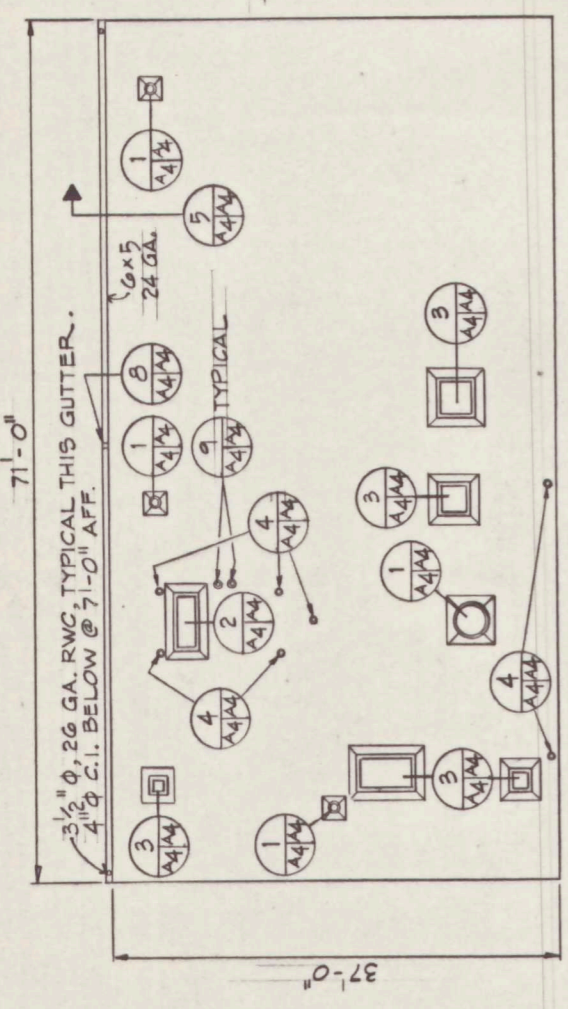 71'-0"
3½" Φ, 26 GA. RWC, TYPICAL THIS GUTTER.
4" Φ C.I. BELOW @ 7'-0" AFF.
6x5
24 GA.
1
A4 A4
5
A4 A4
8
A4 A4
1
A4 A4
9
A4 A4
TYPICAL
4
A4 A4
2
A4 A4
4
A4 A4
3
A4 A4
1
A4 A4
3
A4 A4
3
A4 A4
1
A4 A4
3
A4 A4
4
A4 A4
37'-0"